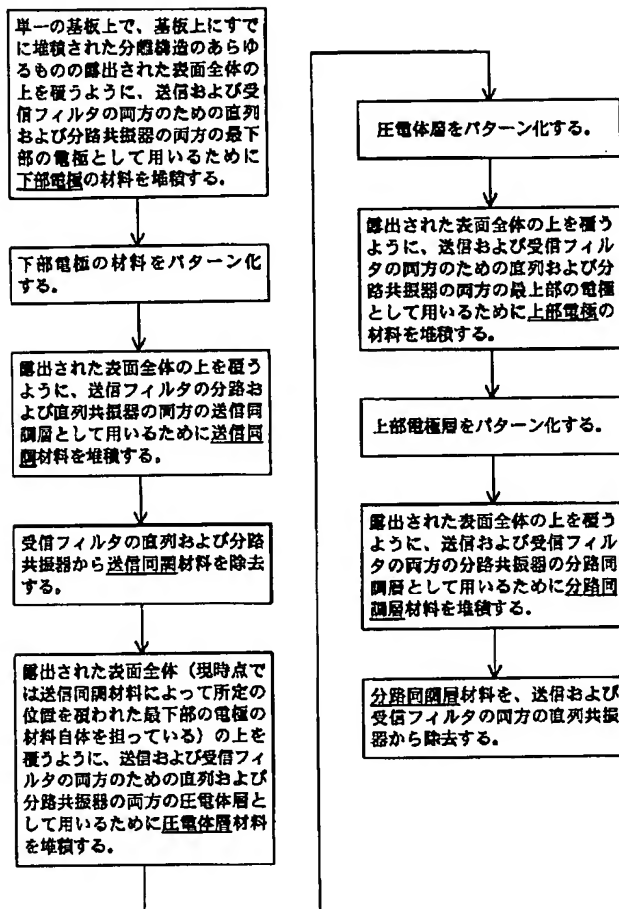 単一の基板上で、基板上にすで
に堆積された分離構造のあらゆ
るものの露出された表面全体の
上を覆うように、送信および受
信フィルタの両方のための直列
および分路共振器の両方の最下
部の電極として用いるために
下部電極の材料を堆積する。
下部電極の材料をパターン化
する。
露出された表面全体の上を覆う
ように、送信フィルタの分路お
よび直列共振器の両方の送信同
調層として用いるために送信同
調材料を堆積する。
受信フィルタの直列および分路
共振器から送信同調材料を除去
する。
露出された表面全体（現時点で
は送信同調材料によって所定の
位置を覆われた最下部の電極の
材料自体を担っている）の上を
覆うように、送信および受信フィ
ルタの両方のための直列および
分路共振器の両方の圧電体層と
して用いるために圧電体層材料
を堆積する。
圧電体層をパターン化する。
露出された表面全体の上を覆う
ように、送信および受信フィル
タの両方のための直列および分
路共振器の両方の最上部の電極
として用いるために上部電極の
材料を堆積する。
上部電極層をパターン化する。
露出された表面全体の上を覆う
ように、送信および受信フィル
タの両方の分路共振器の分路同
調層として用いるために分路同
調層材料を堆積する。
分路同調層材料を、送信および
受信フィルタの両方の直列共振
器から除去する。